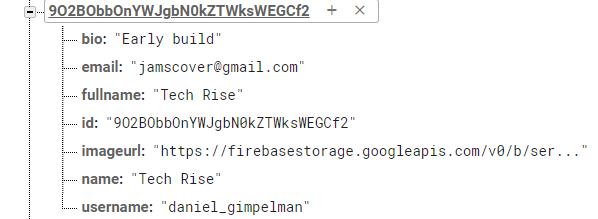 9O2BObbOnYWJgbN0kZTWksWEGCf2 + ×
bio: "Early build"
email: "jamscover@gmail.com"
fullname: "Tech Rise"
id: "9O2BObbOnYWJgbN0kZTWksWEGCf2"
imageurl: "https://firebasestorage.googleapis.com/v0/b/ser..."
name: "Tech Rise"
username: "daniel_gimpelman"